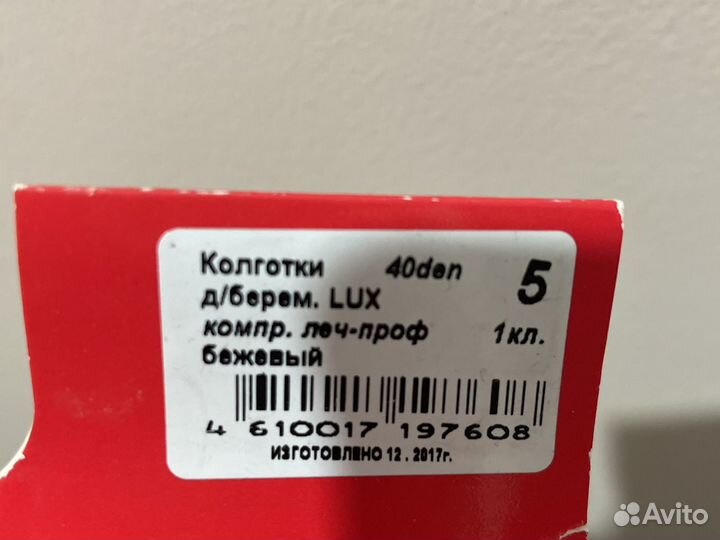 Колготки 40den 5
д/берем. LUX
компр. леч-проф 1кл.
бежевый
4 610017 197608
ИЗГОТОВЛЕНО 12 . 2017г.
Avito